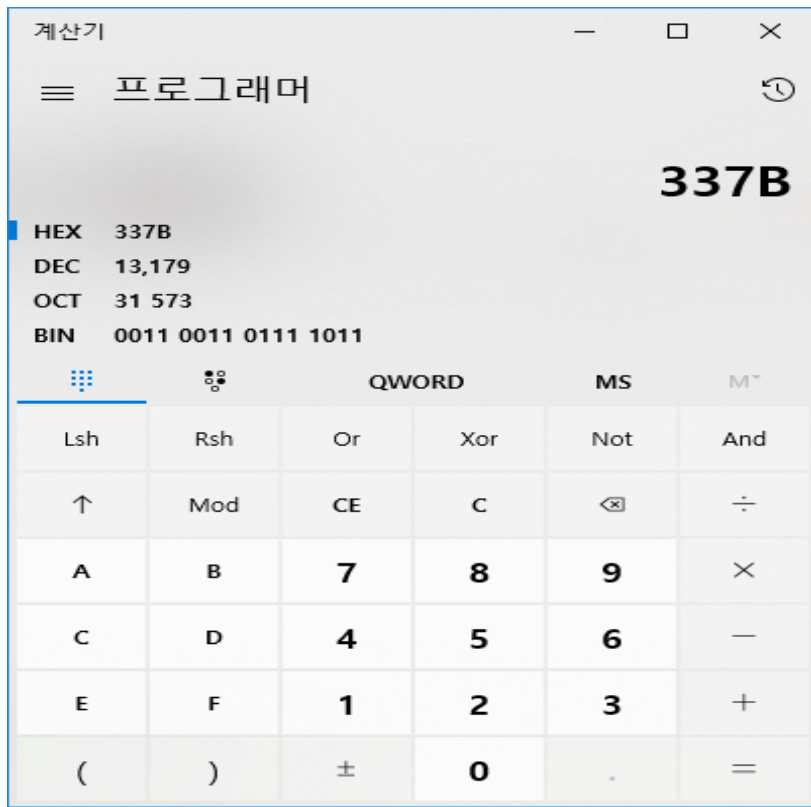 계산기
프로그래머
337B
HEX 337B
DEC 13,179
OCT 31 573
BIN 0011 0011 0111 1011
QWORD MS M
Lsh Rsh Or Xor Not And
↑ Mod CE C ÷
A B 7 8 9 ×
C D 4 5 6 −
E F 1 2 3 +
( ) ± 0 . =